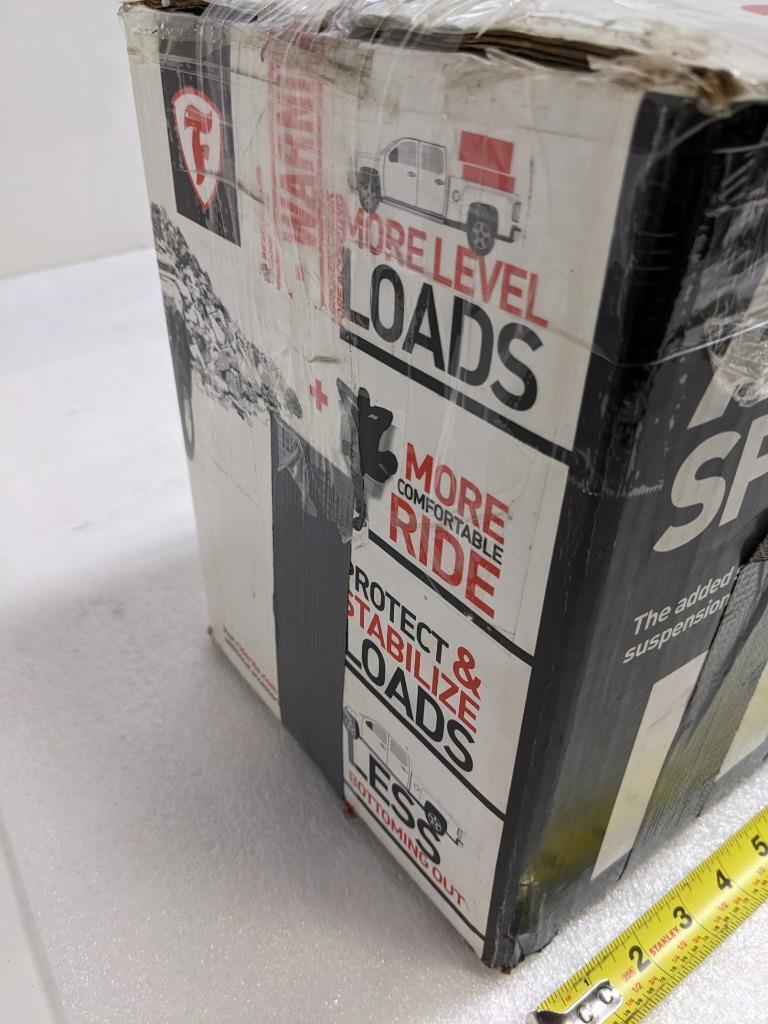 WARNI
MORE LEVEL
LOADS
+
MORE
COMFORTABLE
RIDE
PROTECT &
STABILIZE
LOADS
LESS
BOTTOMING OUT
SP
The added
suspension
1 2 3 4 5
STANLEY